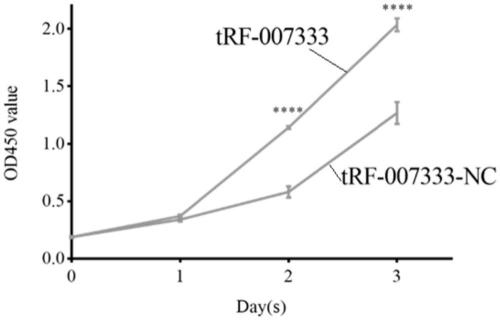 2.0
1.5
1.0
0.5
0.0
OD450 value
tRF-007333
****
****
tRF-007333-NC
0 1 2 3
Day(s)